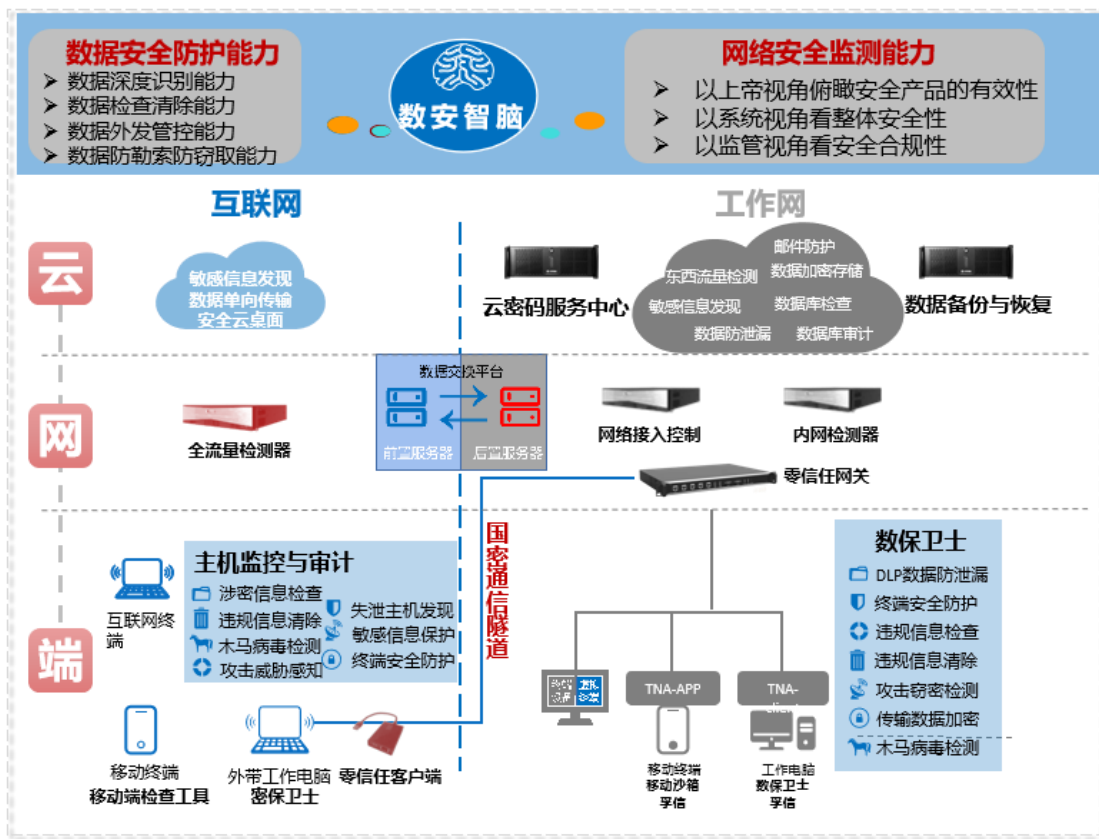 数据安全防护能力
数据深度识别能力
数据检查清除能力
数据外发管控能力
数据防勒索防窃取能力
数安智脑
网络安全监测能力
以上帝视角俯瞰安全产品的有效性
以系统视角看整体安全性
以监管视角看安全合规性
互联网
工作网
云
敏感信息发现
数据单向传输
安全云桌面
云密码服务中心
邮件防护
东西流量检测
数据加密存储
敏感信息发现
数据库检查
数据防泄漏
数据库审计
数据备份与恢复
网
全流量检测器
数据交换平台
前置服务器
后置服务器
网络接入控制
内网检测器
零信任网关
国密通信隧道
端
互联网终
端
主机监控与审计
涉密信息检查
违规信息清除
木马病毒检测
攻击威胁感知
失泄主机发现
敏感信息保护
终端安全防护
移动终端
移动端检查工具
外带工作电脑
密保卫士
零信任客户端
TNA-APP
移动终端
移动沙箱
孚信
TNA-
工作电脑
数保卫士
孚信
数保卫士
DLP数据防泄漏
终端安全防护
违规信息检查
违规信息清除
攻击窃密检测
传输数据加密
木马病毒检测